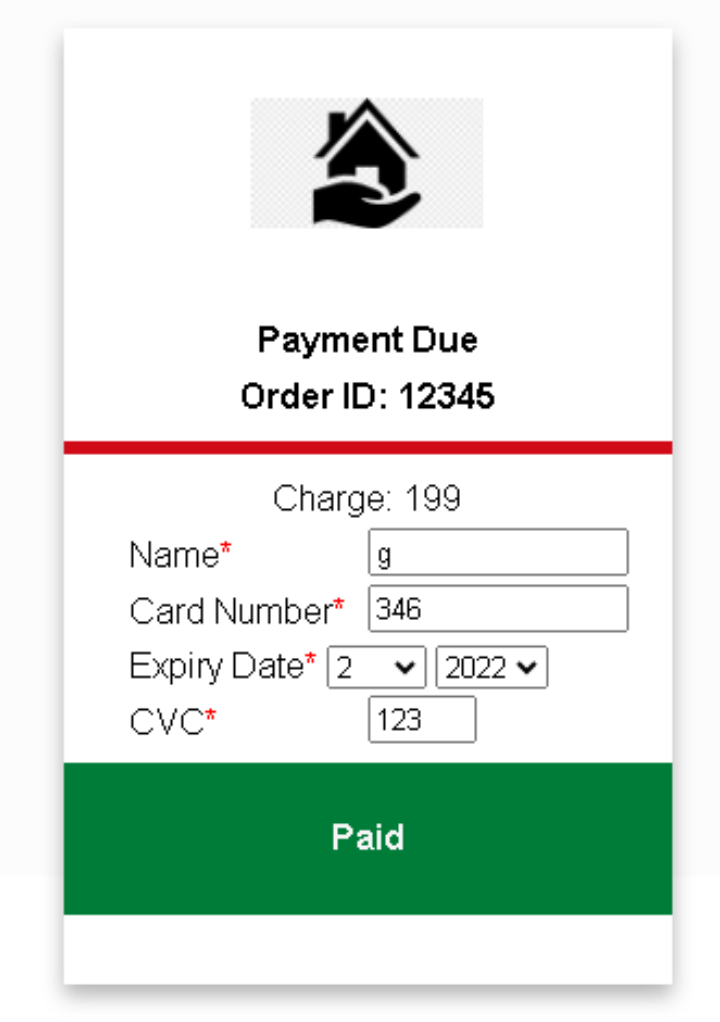 Payment Due
Order ID: 12345
Charge: 199
Name* g
Card Number* 346
Expiry Date* 2 2022
CVC* 123
Paid